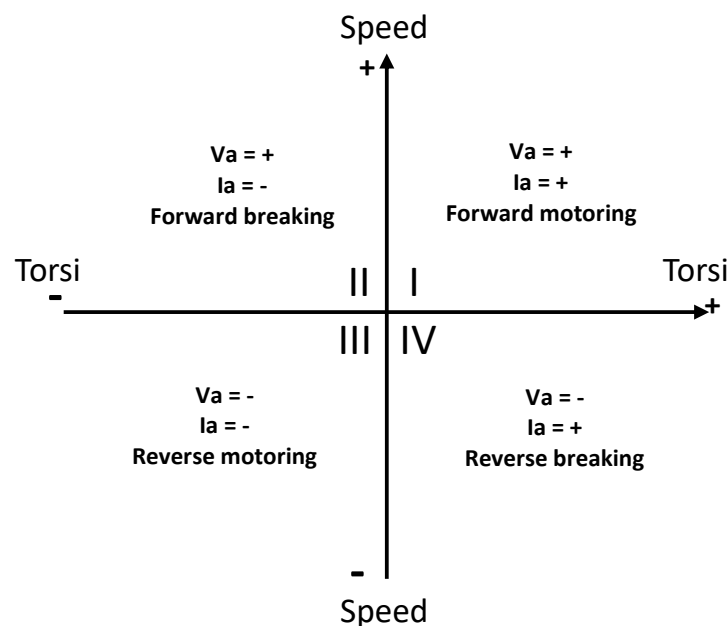 Speed
+
Va = +
Ia = -
Forward breaking
Va = +
Ia = +
Forward motoring
Torsi
-
II
I
Torsi
+
III
IV
Va = -
Ia = -
Reverse motoring
Va = -
Ia = +
Reverse breaking
-
Speed